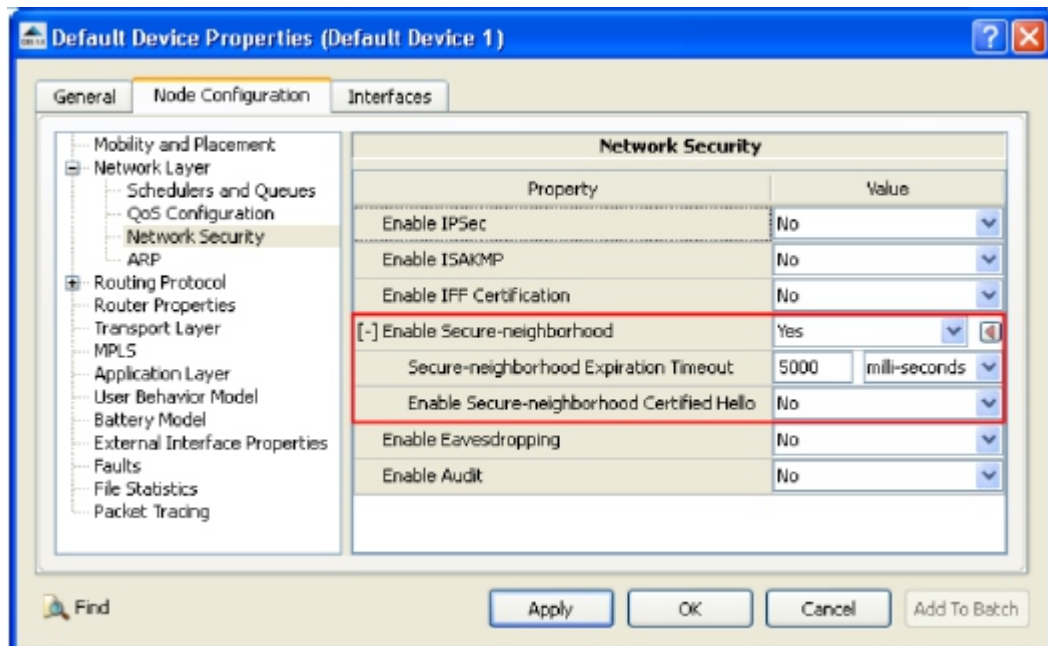 Default Device Properties (Default Device 1)
General Node Configuration Interfaces
Mobility and Placement
Network Layer
Schedulers and Queues
QoS Configuration
Network Security
ARP
Routing Protocol
Router Properties
Transport Layer
MPLS
Application Layer
User Behavior Model
Battery Model
External Interface Properties
Faults
File Statistics
Packet Tracing
Network Security
Property Value
Enable IPSec No
Enable ISAKMP No
Enable IFF Certification No
[-] Enable Secure-neighborhood Yes
Secure-neighborhood Expiration Timeout 5000 milli-seconds
Enable Secure-neighborhood Certified Hello No
Enable Eavesdropping No
Enable Audit No
Find Apply OK Cancel Add To Batch